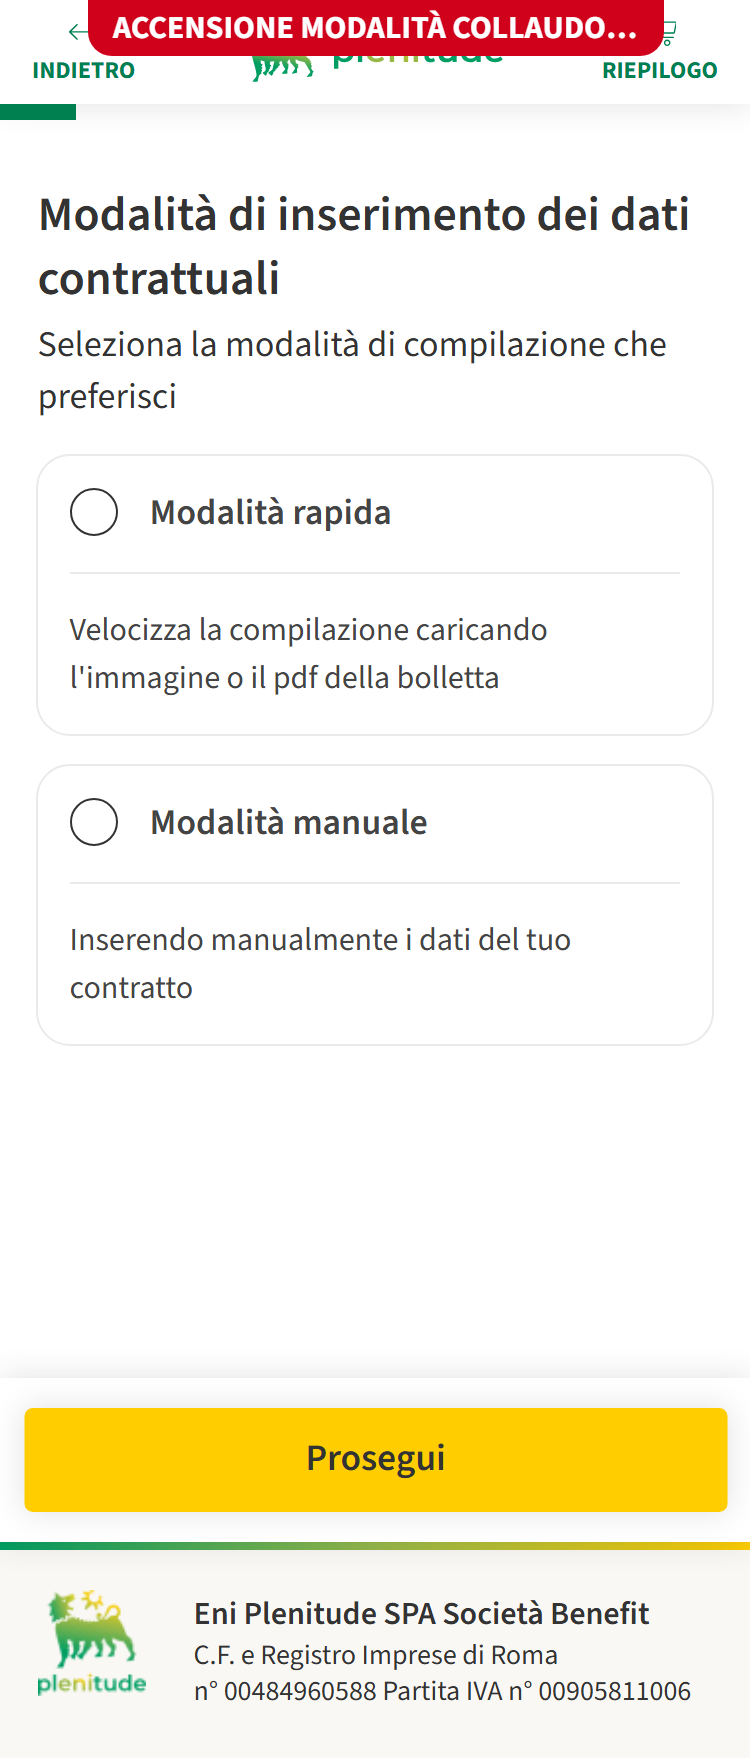 ACCENSIONE MODALITÀ COLLAUDO...
INDIETRO
plenitude
RIEPILOGO
Modalità di inserimento dei dati
contrattuali
Seleziona la modalità di compilazione che
preferisci
Modalità rapida
Velocizza la compilazione caricando
l'immagine o il pdf della bolletta
Modalità manuale
Inserendo manualmente i dati del tuo
contratto
Prosegui
Eni Plenitude SPA Società Benefit
C.F. e Registro Imprese di Roma
n° 00484960588 Partita IVA n° 00905811006
plenitude